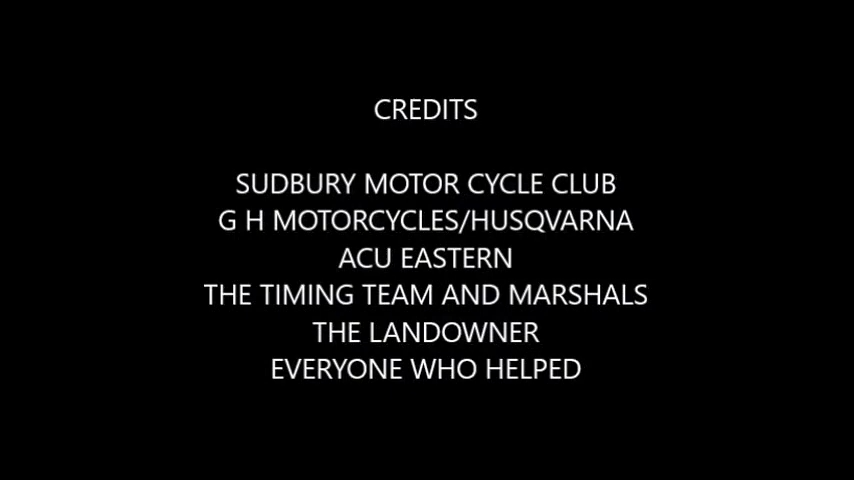 CREDITS
SUDBURY MOTOR CYCLE CLUB
G H MOTORCYCLES/HUSQVARNA
ACU EASTERN
THE TIMING TEAM AND MARSHALS
THE LANDOWNER
EVERYONE WHO HELPED